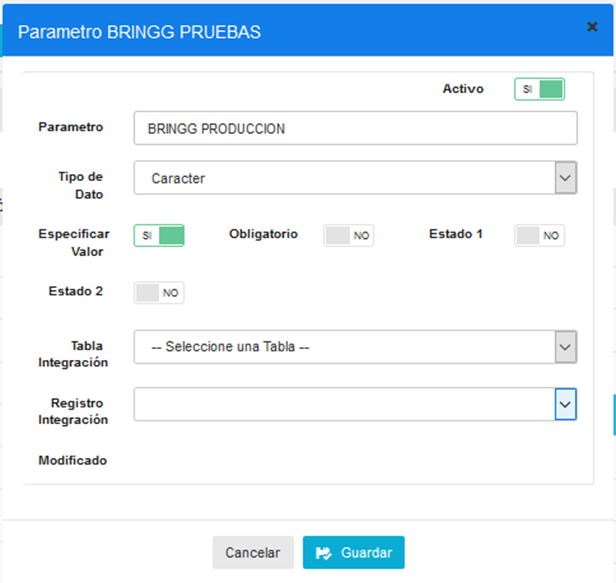 Parametro BRINGG PRUEBAS
Activo SI
Parametro BRINGG PRODUCCION
Tipo de
Dato
Caracter
Especificar
Valor
SI
Obligatorio NO
Estado 1 NO
Estado 2 NO
Tabla
Integración
-- Seleccione una Tabla --
Registro
Integración
Modificado
Cancelar Guardar